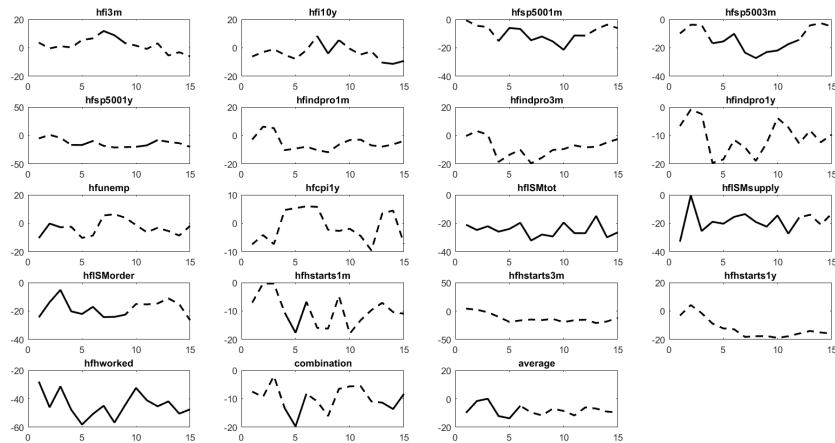 hfi3m hfi10y hfsp5001m hfsp5003m
20 20 0 0
0 0 -20 -20
-20 -20 -40 -40
0 5 10 15 0 5 10 15 0 5 10 15 0 5 10 15
hfsp5001y hfindpro1m hfindpro3m hfindpro1y
50 20 20 0
0 0 0 -10
-50 -20 -20 -20
0 5 10 15 0 5 10 15 0 5 10 15 0 5 10 15
hfunemp hfcpi1y hfISMtot hfISMsupply
20 10 0 0
0 0 -20 -20
-20 -10 -40 -40
0 5 10 15 0 5 10 15 0 5 10 15 0 5 10 15
hfISMorder hfhstarts1m hfhstarts3m hfhstarts1y
0 0 50 20
-20 -10 0 0
-40 -20 -50 -20
0 5 10 15 0 5 10 15 0 5 10 15 0 5 10 15
hfhworked combination average
-20 0 20
-40 -10 0
-60 -20 -20
0 5 10 15 0 5 10 15 0 5 10 15